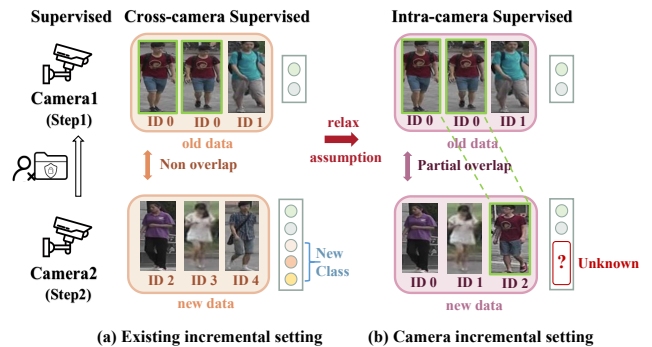 Supervised
Cross-camera Supervised
Intra-camera Supervised
Camera1
(Step1)
ID 0
ID 0
ID 1
old data
Non overlap
relax
assumption
ID 0
ID 0
ID 1
old data
Partial overlap
Camera2
(Step2)
ID 2
ID 3
ID 4
new data
New
Class
ID 0
ID 1
ID 2
new data
?
Unknown
(a) Existing incremental setting
(b) Camera incremental setting